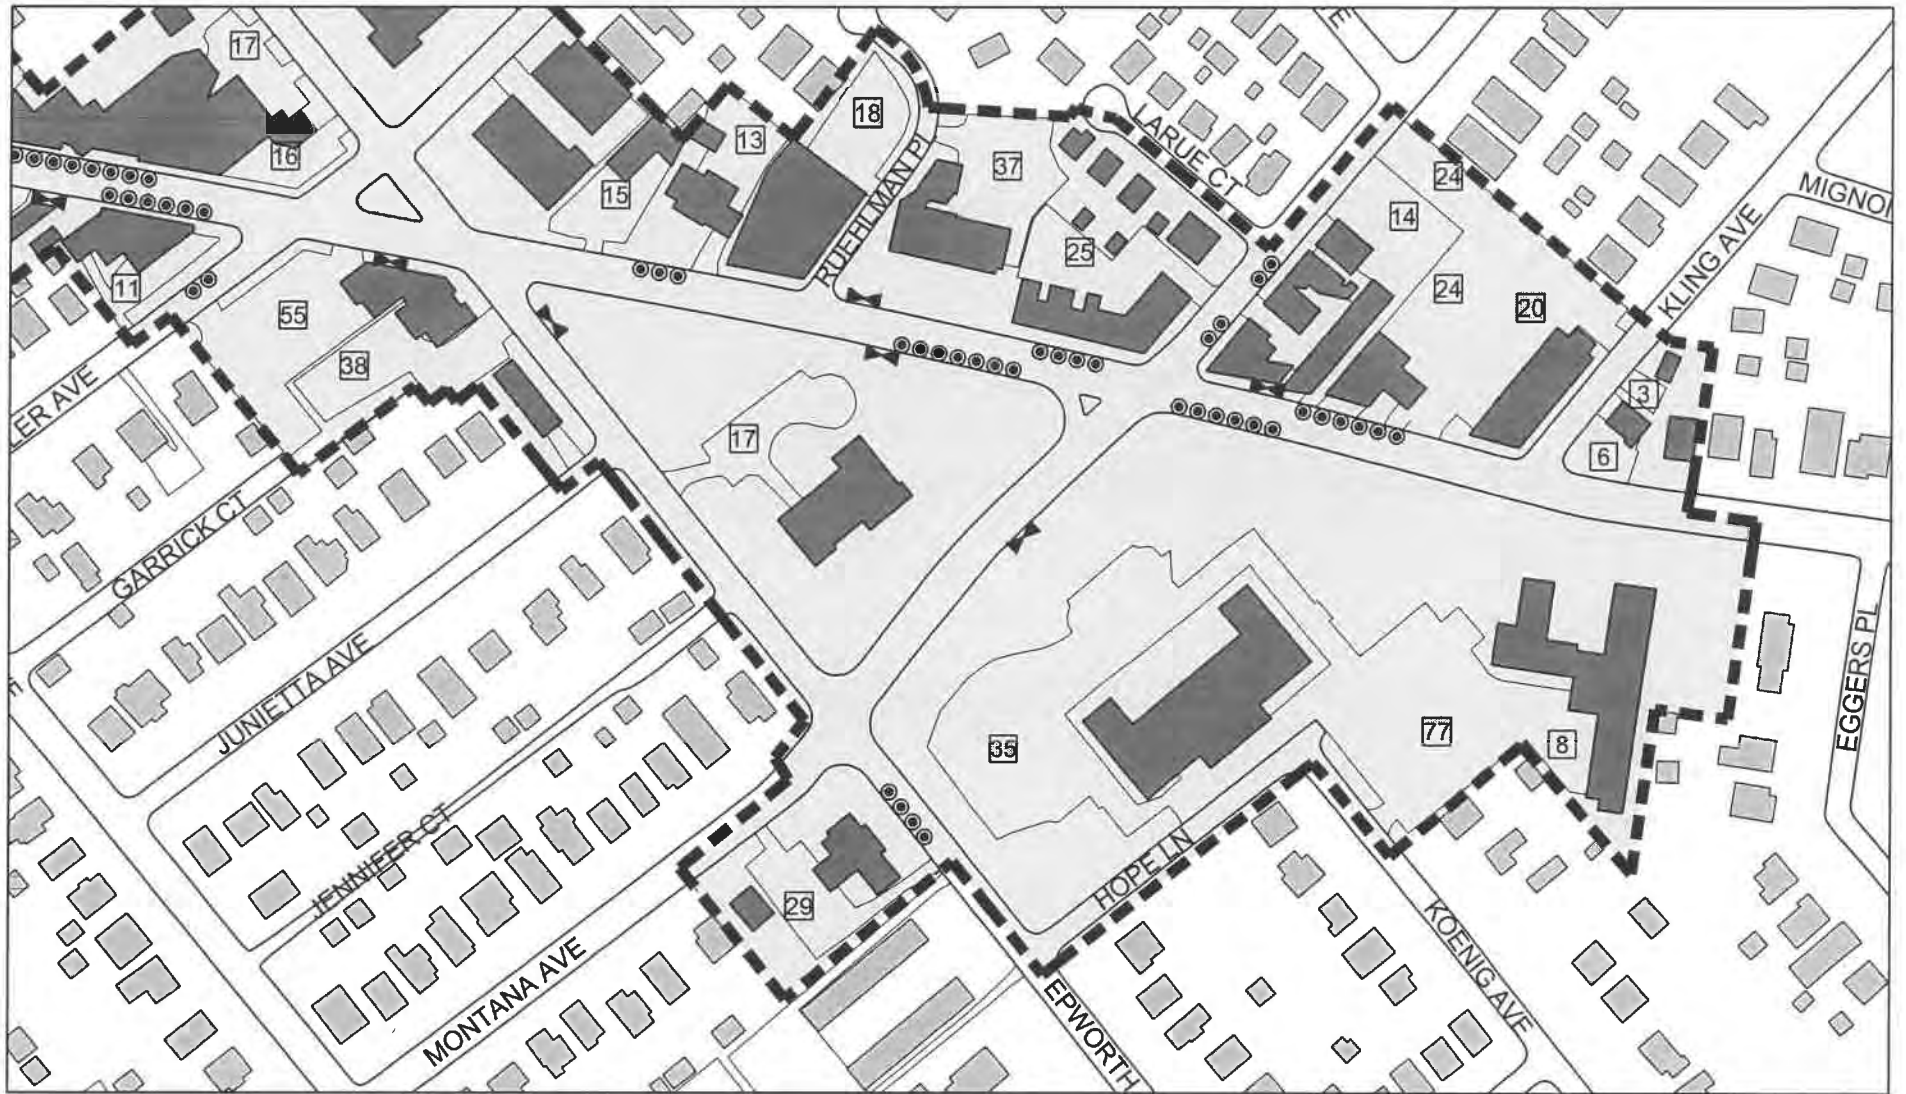 17
18
13
16
15
37
LARUE CT
24
14
MIGNON
RUEHLMAN PL
25
11
55
24
20
KLING AVE
38
3
LER AVE
17
6
GARRICK CT
JUNIETTA AVE
EGGERS PL
35
77
8
JENNIFER CT
HOPE LN
29
KOENIG AVE
MONTANA AVE
EPWORTH